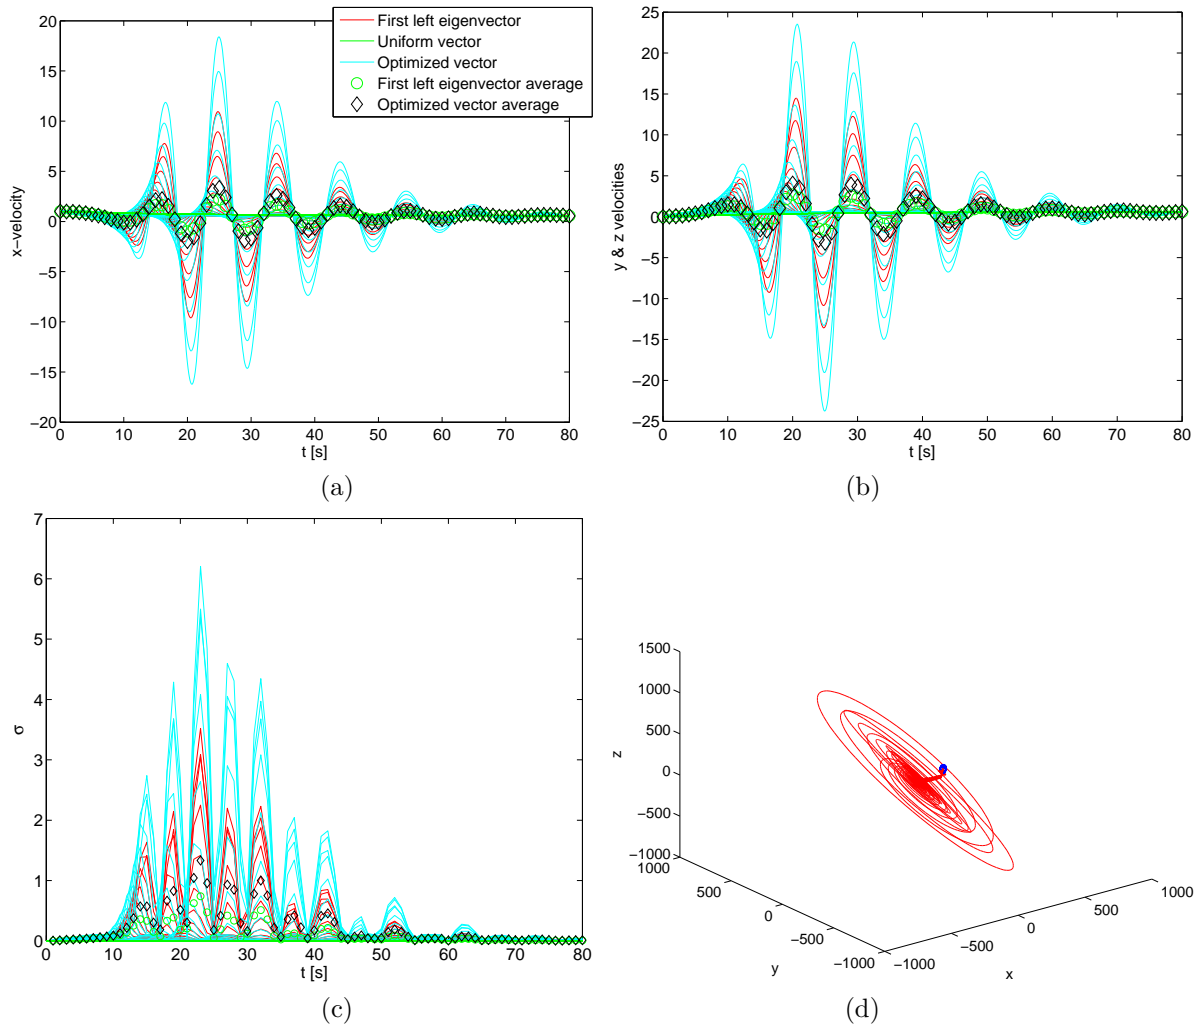 20
15
10
5
0
−5
−10
−15
−20
x−velocity
0 10 20 30 40 50 60 70 80
t [s]
First left eigenvector
Uniform vector
Optimized vector
First left eigenvector average
Optimized vector average
(a)
25
20
15
10
5
0
−5
−10
−15
−20
−25
y & z velocities
0 10 20 30 40 50 60 70 80
t [s]
(b)
7
6
5
4
3
2
1
0
σ
0 10 20 30 40 50 60 70 80
t [s]
(c)
1500
1000
500
0
−500
−1000
z
1000
500
0
−500
−1000
y
−1000
−500
0
500
1000
x
(d)